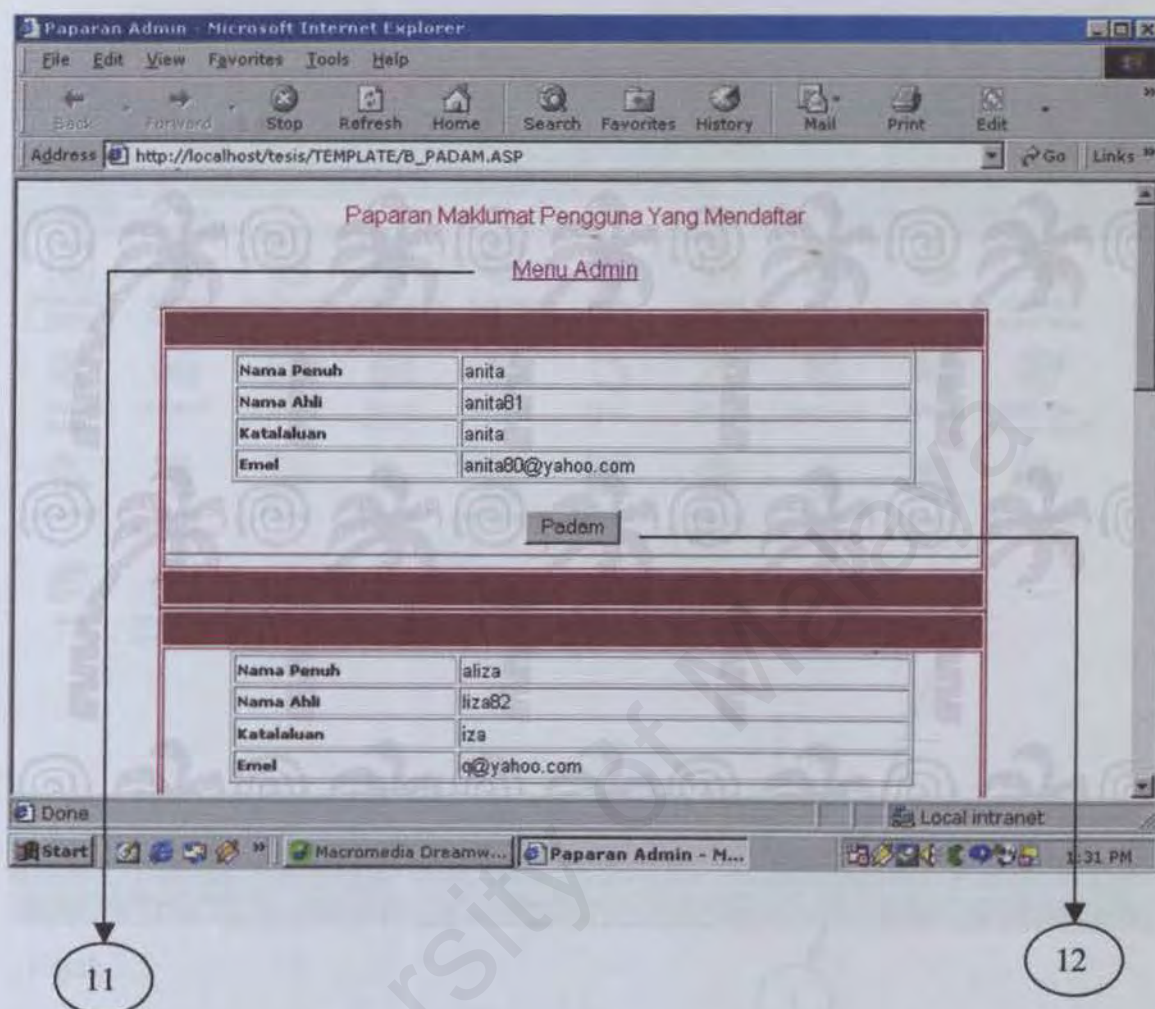 Paparan Admin - Microsoft Internet Explorer
File Edit View Favorites Tools Help
Back Forward Stop Refresh Home Search Favorites History Mail Print Edit
Address http://localhost/tesis/TEMPLATE/B_PADAM.ASP Go Links
Paparan Maklumat Pengguna Yang Mendaftar
Menu Admin
Nama Penuh anita
Nama Ahli anita81
Katalaluan anita
Emel anita80@yahoo.com
Padam
Nama Penuh aliza
Nama Ahli liza82
Katalaluan iza
Emel q@yahoo.com
Done Local intranet
Start Macromedia Dreamw... Paparan Admin - M... 1:31 PM
11 12
University of Malaya